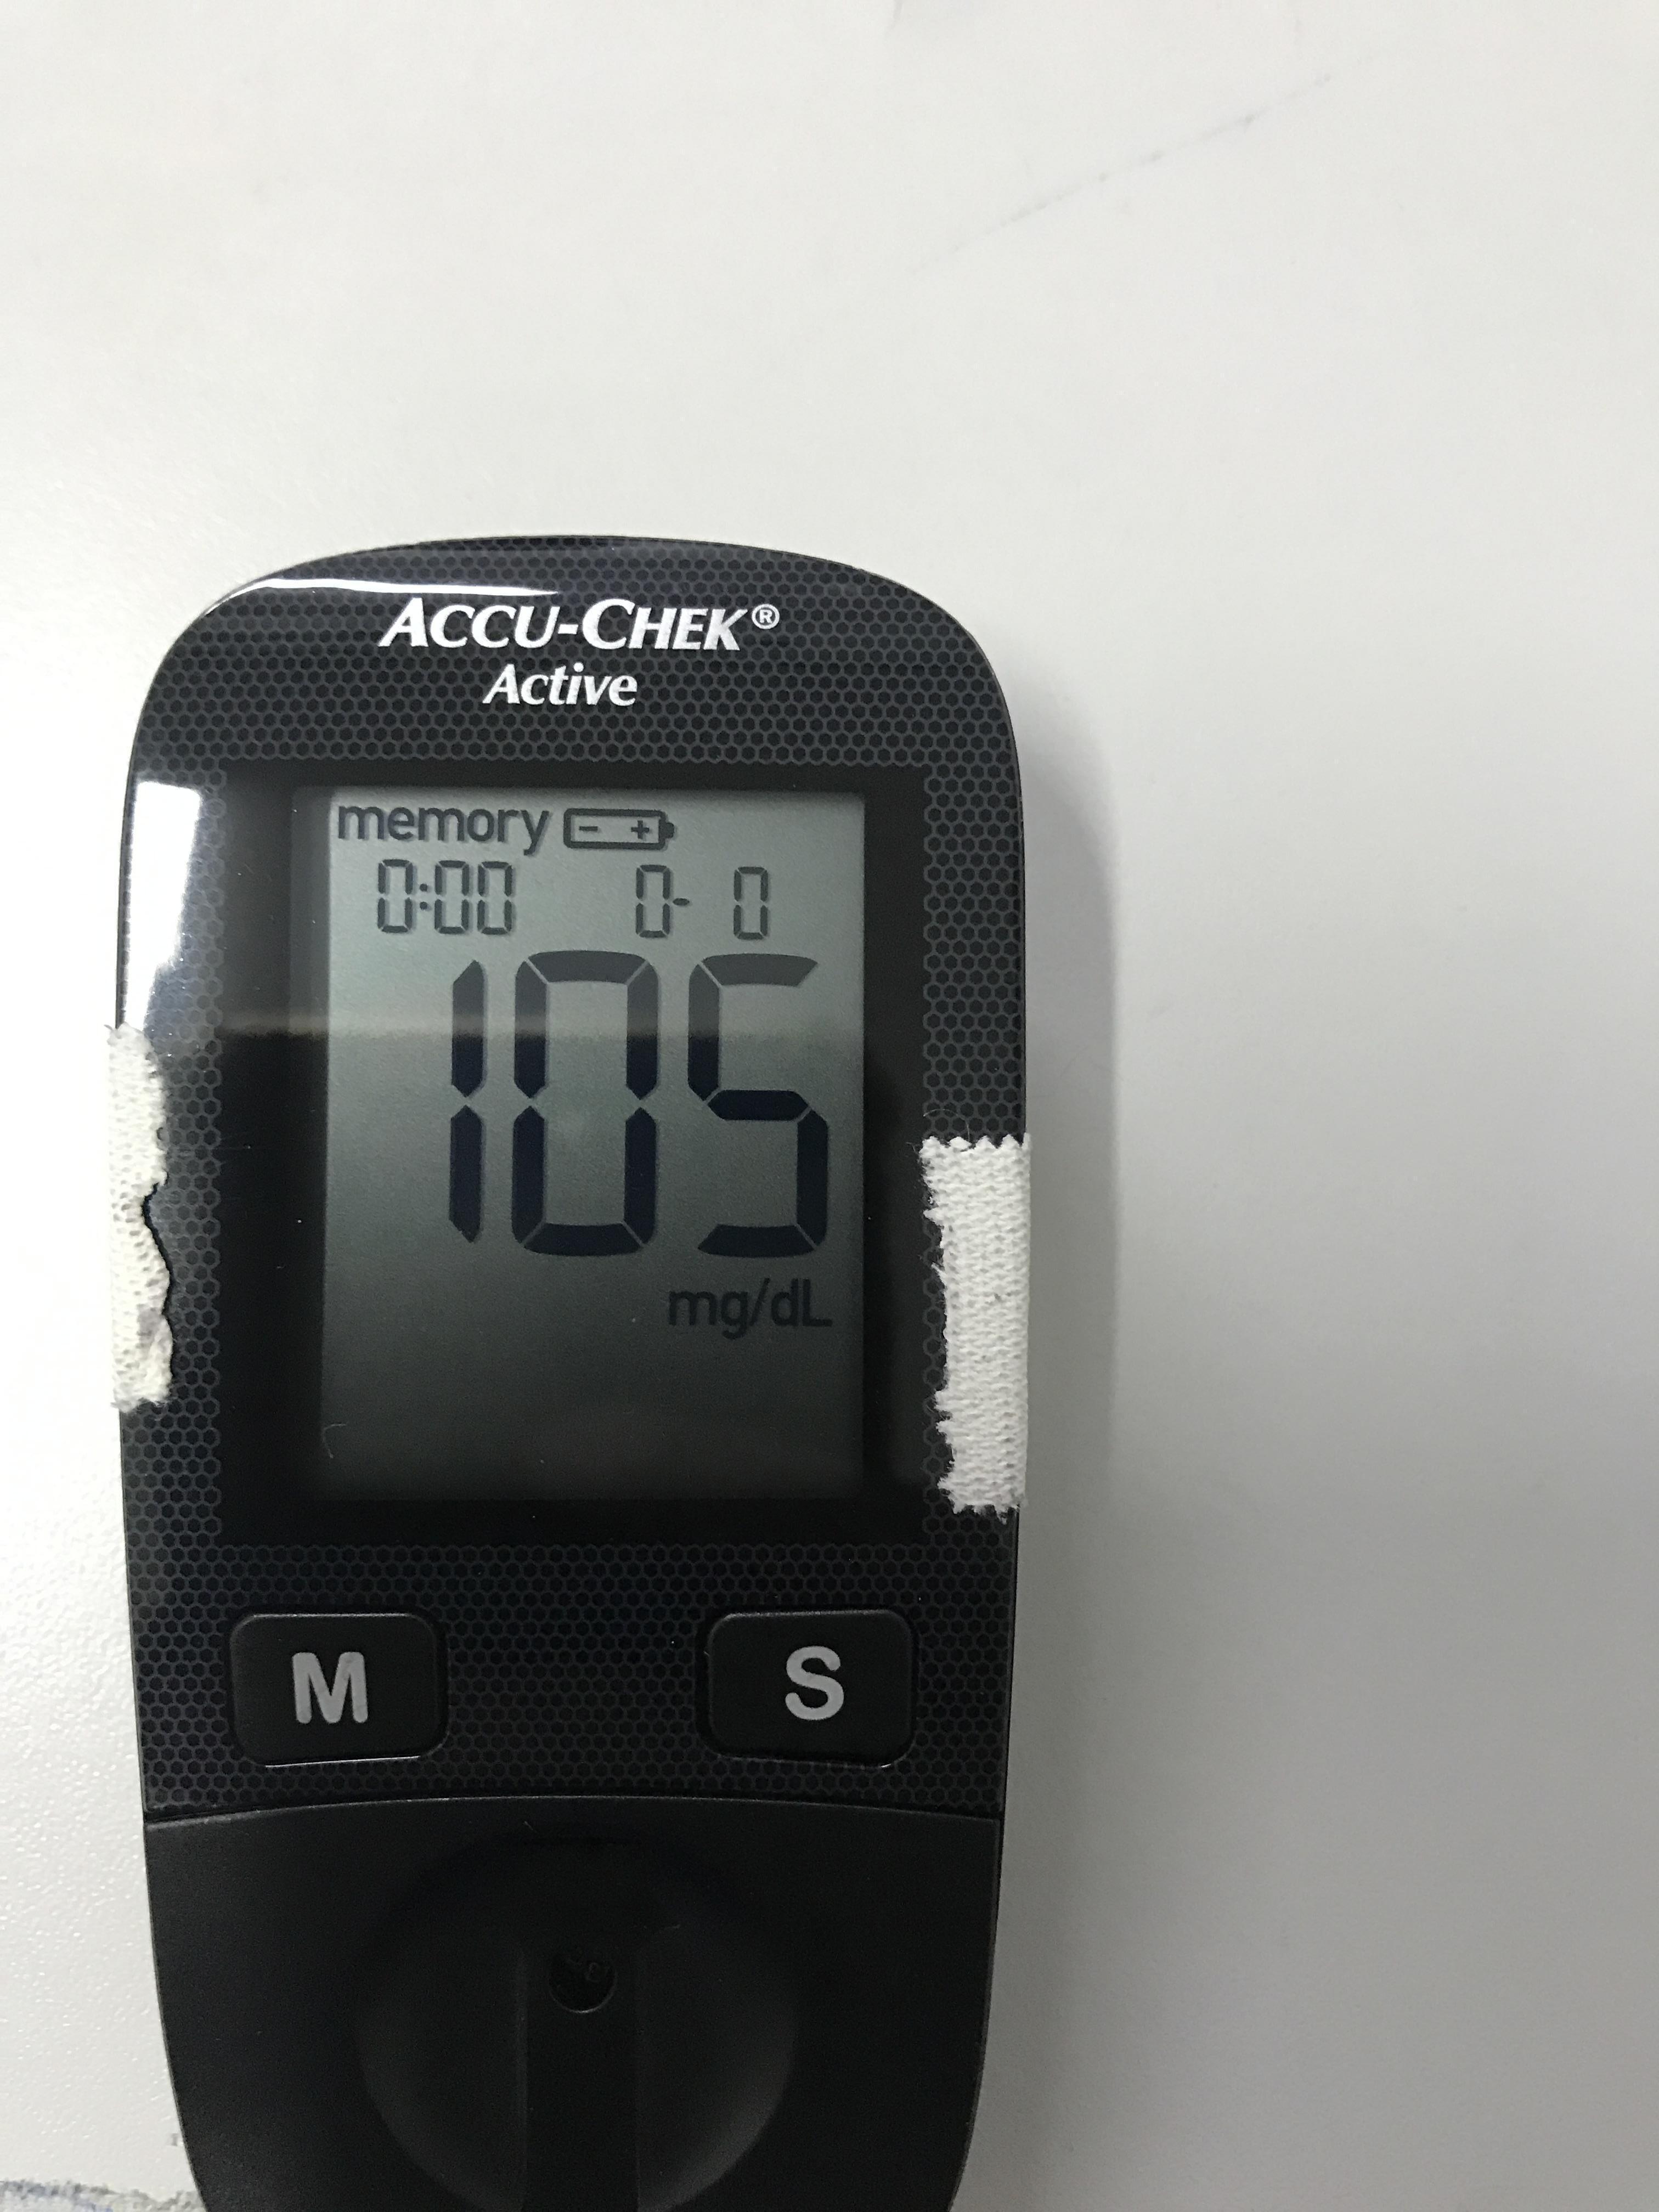 ACCU-CHEK®
Active
memory - +
0:00 0- 0
105
mg/dL
M S